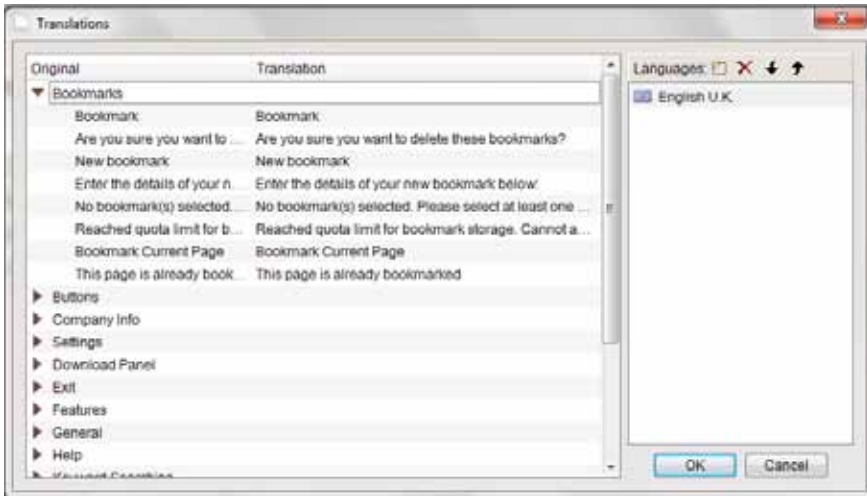 Translations
Original Translation Languages:
Bookmarks English U.K.
Bookmark Bookmark
Are you sure you want to ... Are you sure you want to delete these bookmarks?
New bookmark New bookmark
Enter the details of your n... Enter the details of your new bookmark below:
No bookmark(s) selected.... No bookmark(s) selected. Please select at least one ...
Reached quota limit for b... Reached quota limit for bookmark storage. Cannot a...
Bookmark Current Page Bookmark Current Page
This page is already book... This page is already bookmarked
Buttons
Company Info
Settings
Download Panel
Exit
Features
General
Help
Keyword Searching
OK Cancel